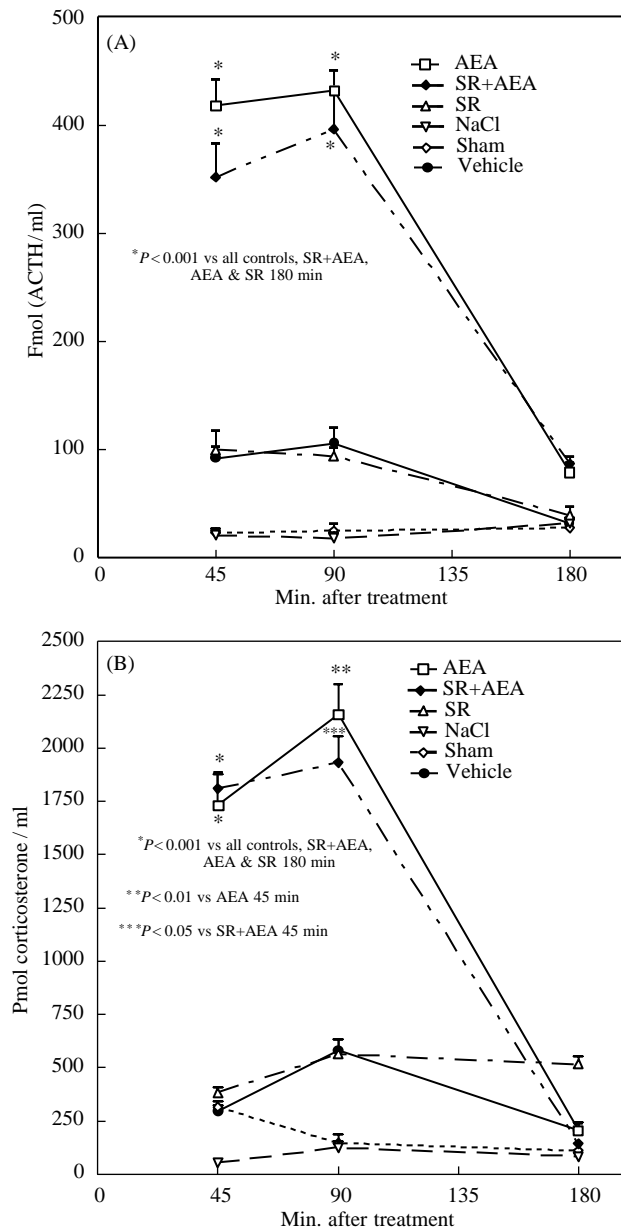 (A)
500
400
300
200
100
0
Fmol (ACTH/ml)
AEA
SR+AEA
SR
NaCl
Sham
Vehicle
*
*
*
*
*P<0.001 vs all controls, SR+AEA,
AEA & SR 180 min
0
45
90
135
180
Min. after treatment
(B)
2500
2250
2000
1750
1500
1250
1000
750
500
250
0
Pmol corticosterone / ml
AEA
SR+AEA
SR
NaCl
Sham
Vehicle
**
***
*
*
*P<0.001 vs all controls, SR+AEA,
AEA & SR 180 min
**P<0.01 vs AEA 45 min
***P<0.05 vs SR+AEA 45 min
0
45
90
135
180
Min. after treatment